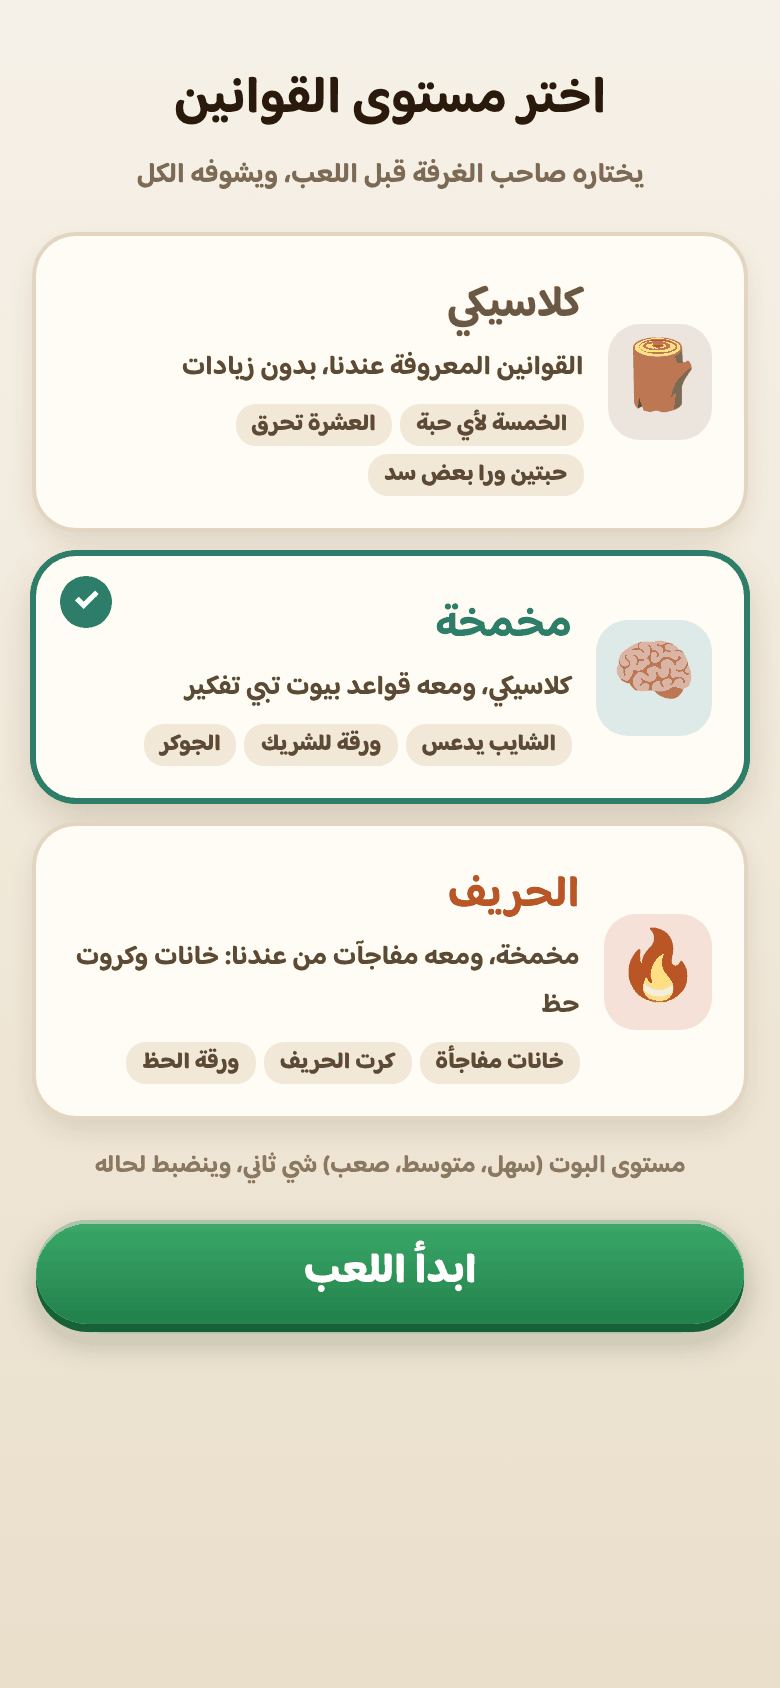 اختر مستوى القوانين
يختاره صاحب الغرفة قبل اللعب، ويشوفه الكل
كلاسيكي
القوانين المعروفة عندنا، بدون زيادات
الخمسة لأي حبة
العشرة تحرق
حبتين ورا بعض سد
مخمخة
كلاسيكي، ومعه قواعد بيوت تبي تفكير
الشايب يدعس
ورقة للشريك
الجوكر
الحريف
مخمخة، ومعه مفاجآت من عندنا: خانات وكروت
حظ
خانات مفاجأة
كرت الحريف
ورقة الحظ
مستوى البوت (سهل، متوسط، صعب) شي ثاني، وينضبط لحاله
ابدأ اللعب